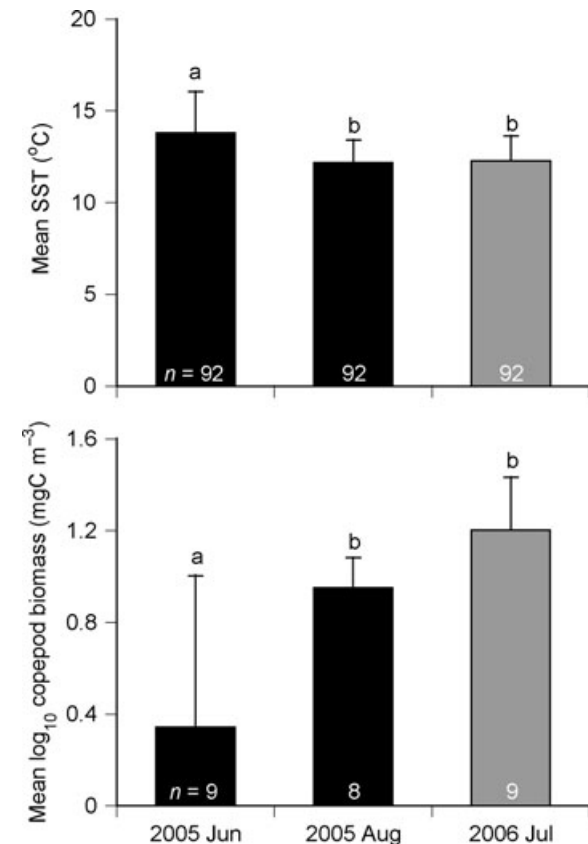 20
15
10
5
0
Mean SST (°C)
a
b
b
n = 92
92
92
1.6
1.2
0.8
0.4
0
Mean log₁₀ copepod biomass (mgC m⁻³)
a
b
b
n = 9
8
9
2005 Jun
2005 Aug
2006 Jul